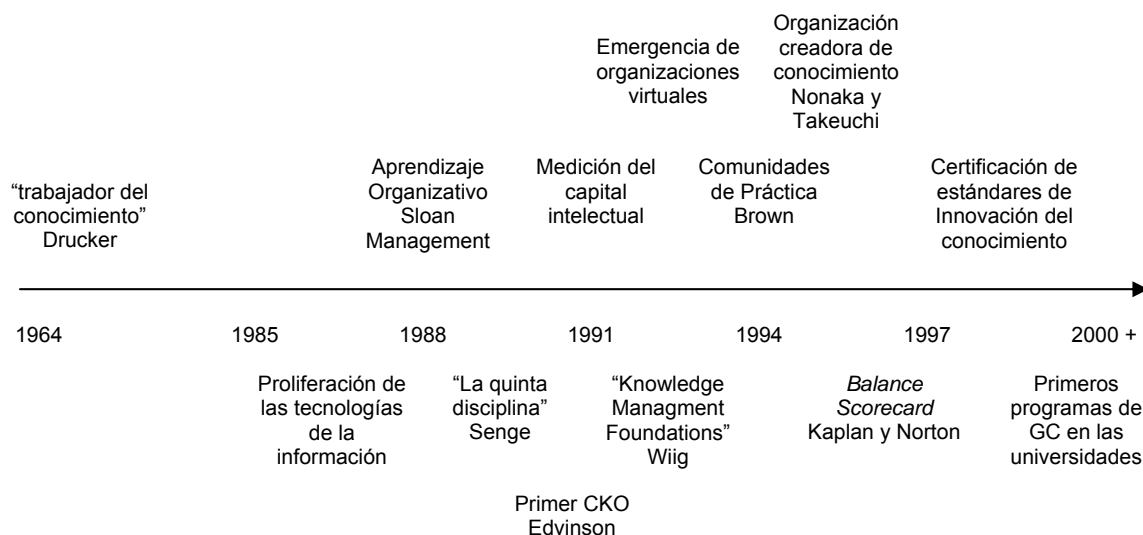 Emergencia de
organizaciones
virtuales
Organización
creadora de
conocimiento
Nonaka y
Takeuchi
“trabajador del
conocimiento”
Drucker
Aprendizaje
Organizativo
Sloan
Management
Medición del
capital
intelectual
Comunidades
de Práctica
Brown
Certificación de
estándares de
Innovación del
conocimiento
1964
1985
1988
1991
1994
1997
2000 +
Proliferación de
las tecnologías
de la
información
“La quinta
disciplina”
Senge
“Knowledge
Managment
Foundations”
Wiig
Balance
Scorecard
Kaplan y Norton
Primeros
programas de
GC en las
universidades
Primer CKO
Edvinson